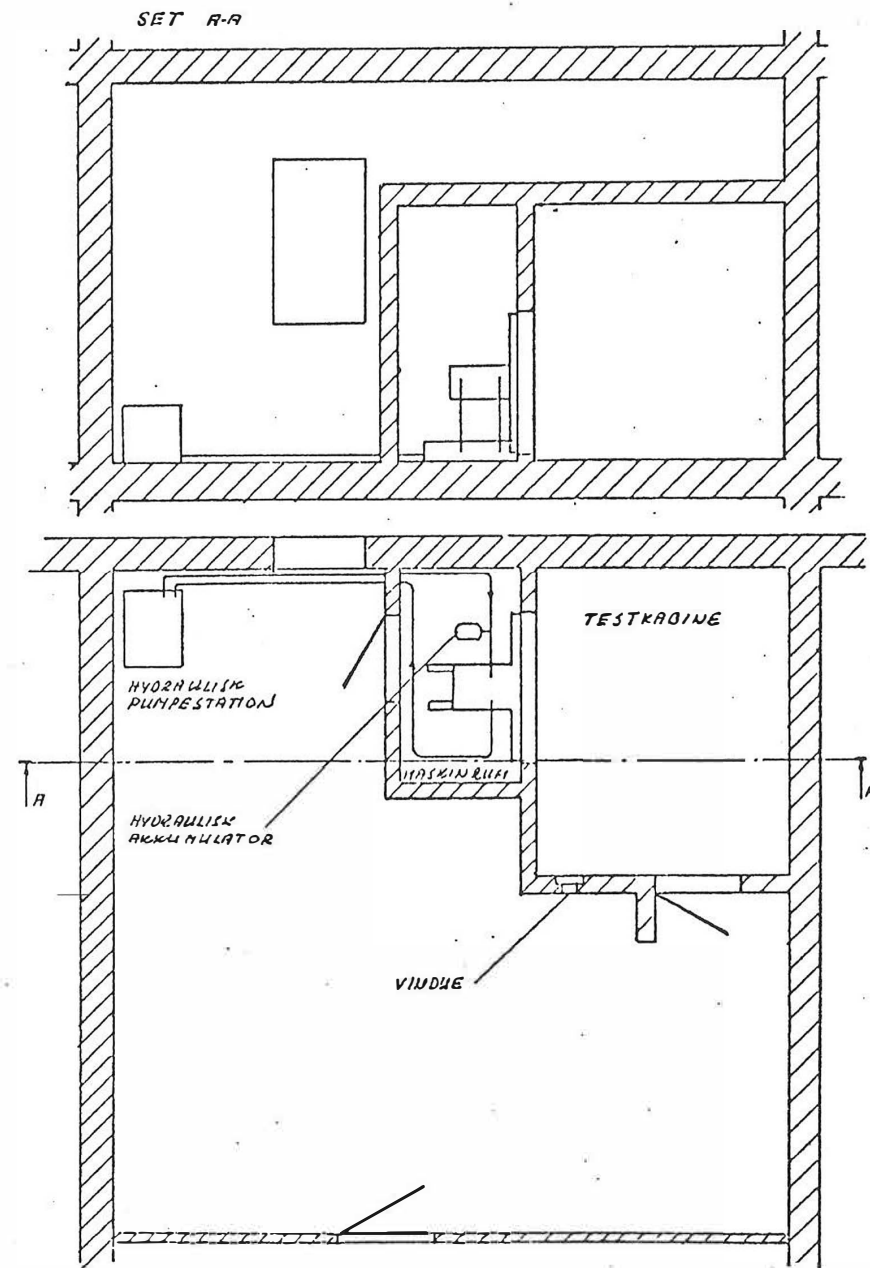 SET A-A
TESTKABINE
HYDRAULISK
PUMPESTATION
MASKINRUM
A
A
HYDRAULISK
AKKUMULATOR
VINDUE